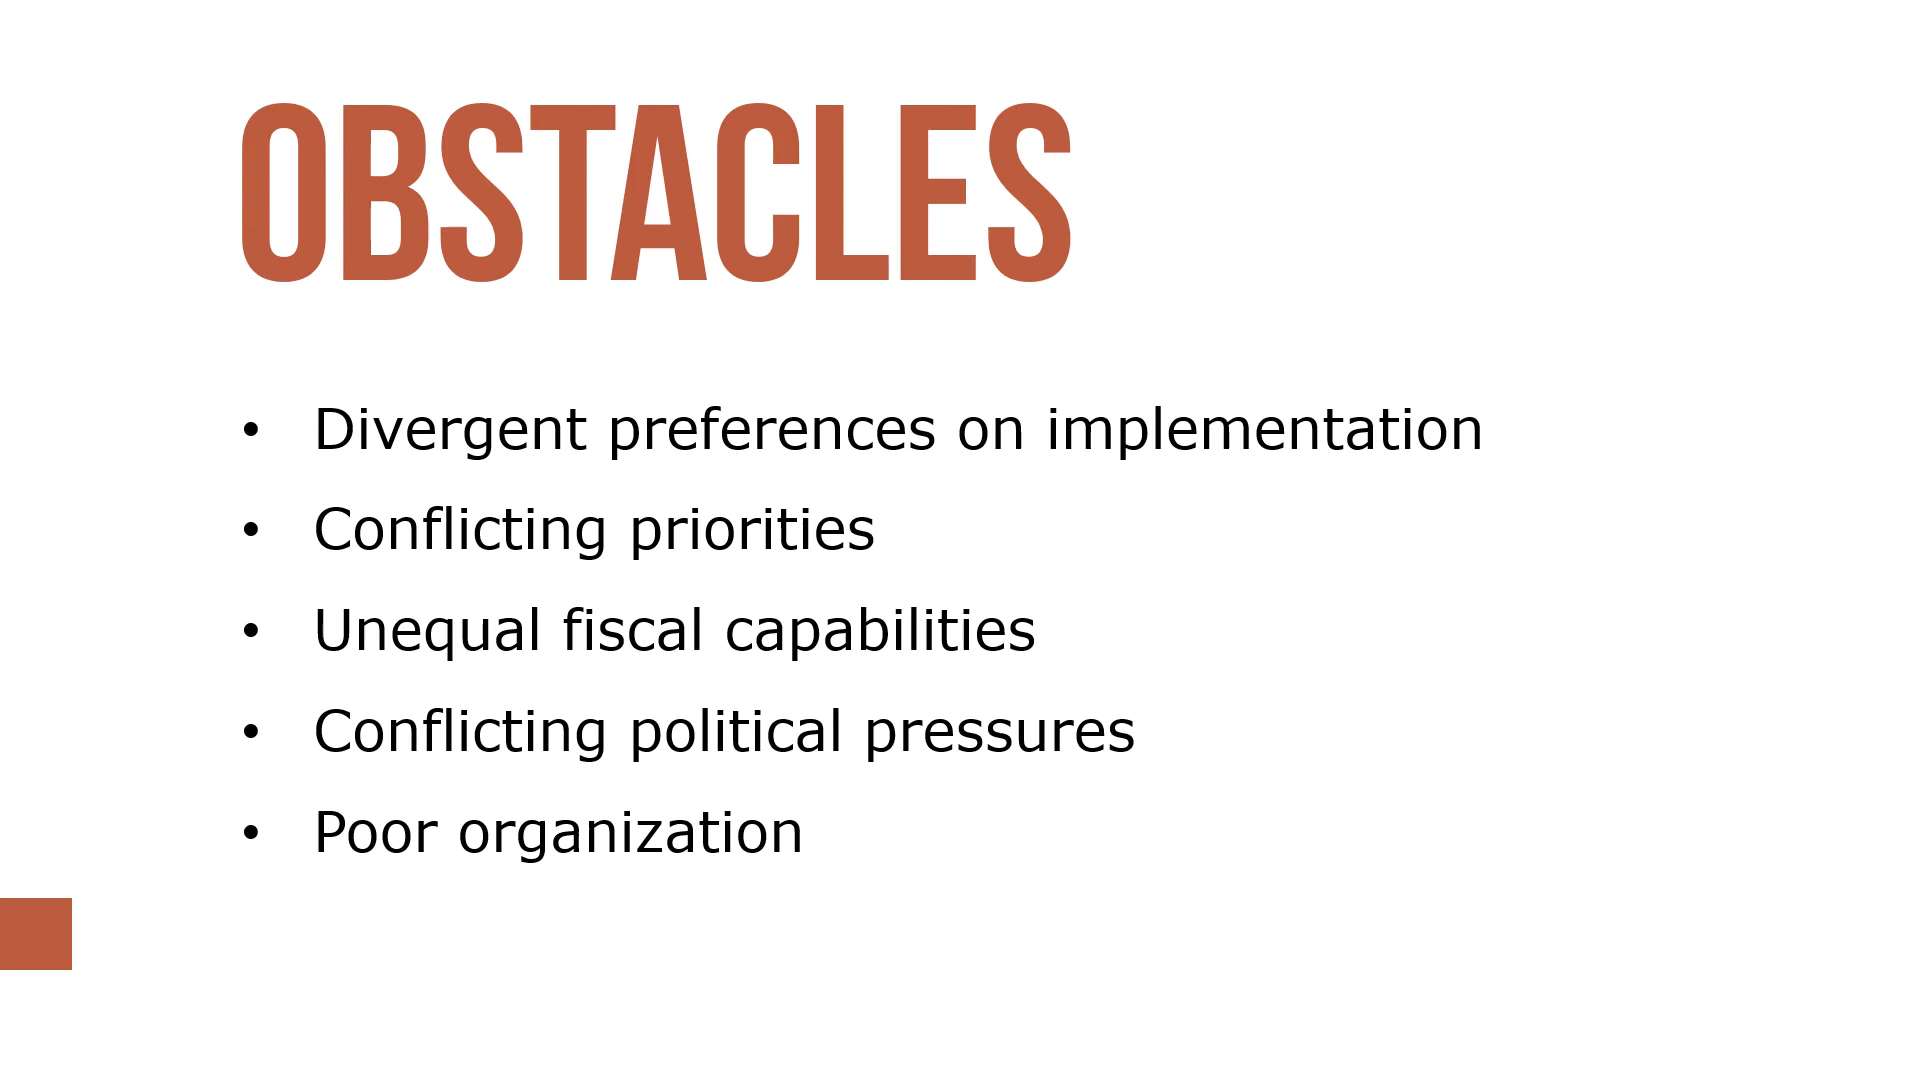 OBSTACLES
• Divergent preferences on implementation
• Conflicting priorities
• Unequal fiscal capabilities
• Conflicting political pressures
• Poor organization